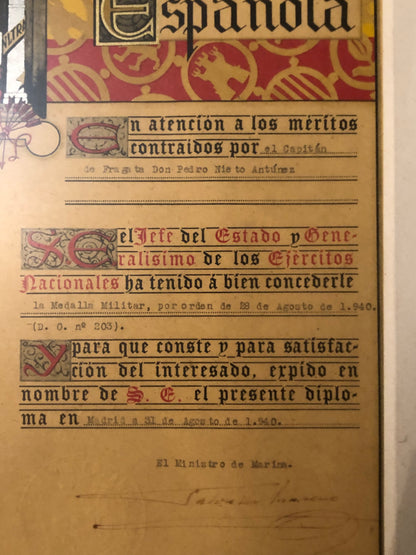 Española
En atención a los méritos
contraidos por el Capitán
de Fragata Don Pedro Nieto Antúnez
S. E. el Jefe del Estado y Gene-
ralísimo de los Ejércitos
Nacionales ha tenido á bien concederle
la Medalla Militar, por orden de 28 de Agosto de 1.940.
(D. O. nº 203).
Y para que conste y para satisfac-
ción del interesado, expido en
nombre de S. E. el presente diplo-
ma en Madrid a 31 de Agosto de 1.940.
El Ministro de Marina.
Salvador Moreno